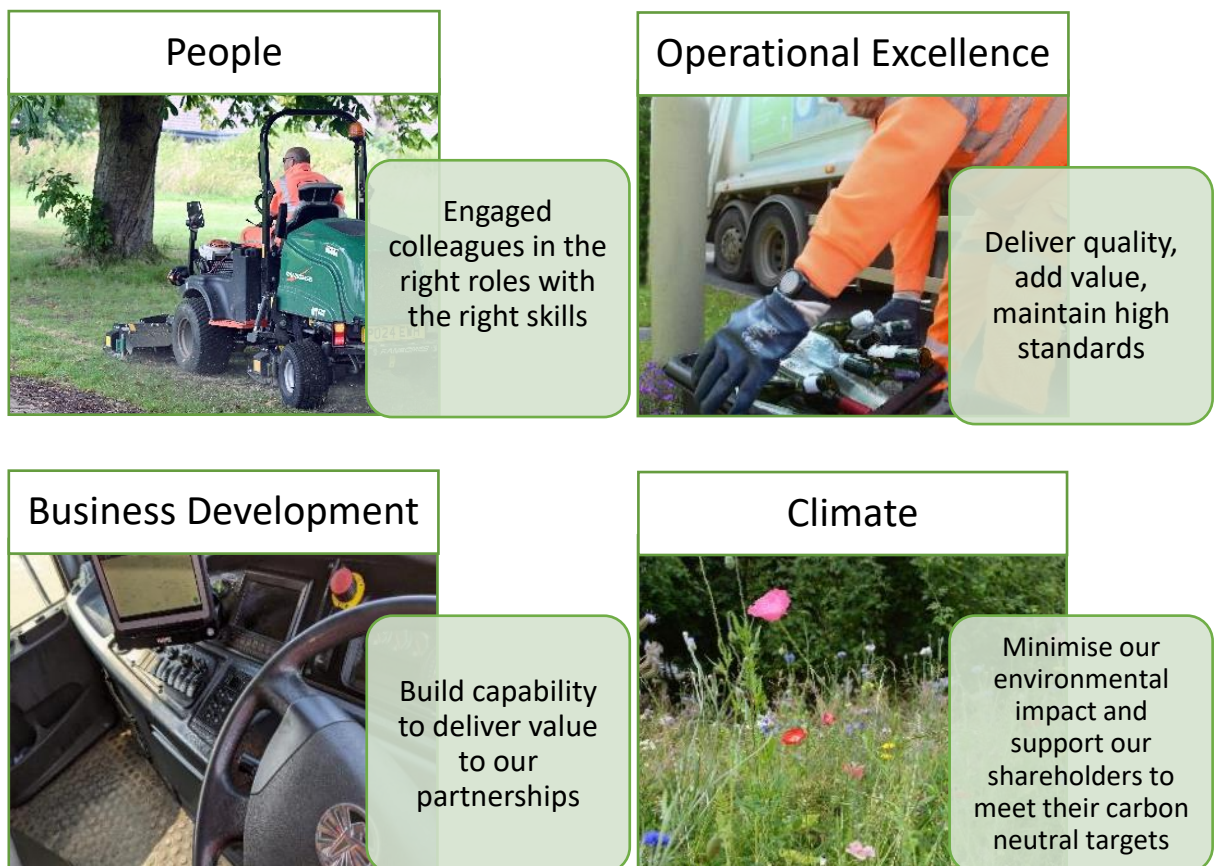 People
Engaged
colleagues in the
right roles with
the right skills
Operational Excellence
Deliver quality,
add value,
maintain high
standards
Business Development
Build capability
to deliver value
to our
partnerships
Climate
Minimise our
environmental
impact and
support our
shareholders to
meet their carbon
neutral targets